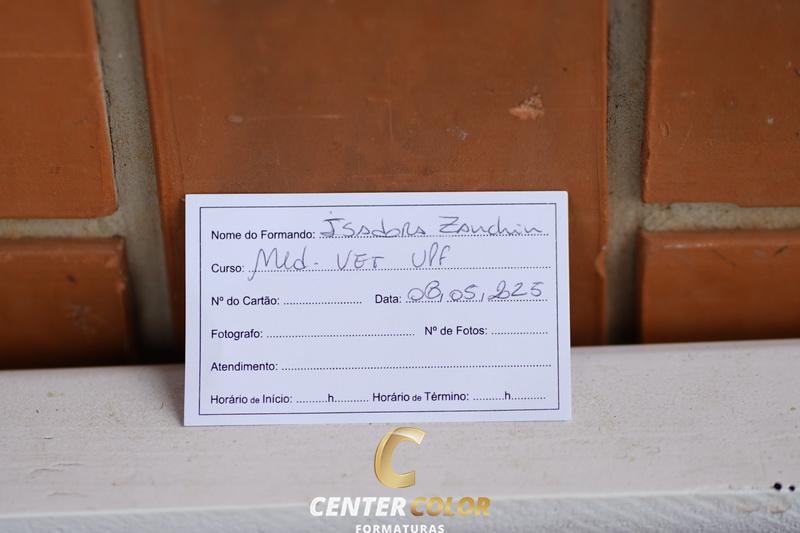 Nome do Formando: Isadora Zanchin
Curso: Med. VET UPF
Nº do Cartão: Data: 08, 05, 2025
Fotografo: Nº de Fotos:
Atendimento:
Horário de Início: h Horário de Término: h
C
CENTER COLOR
FORMATURAS